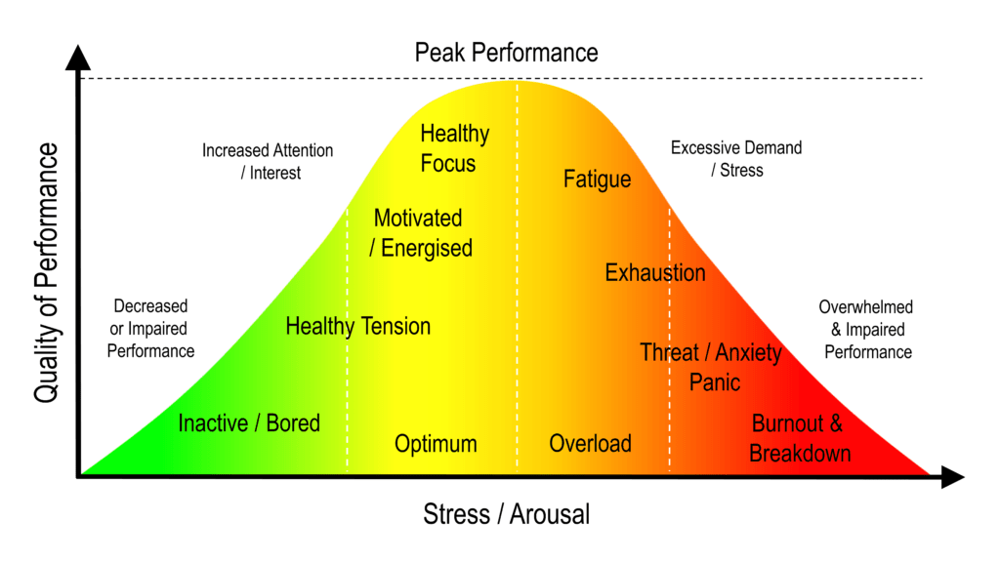 Peak Performance
Quality of Performance
Increased Attention
/ Interest
Healthy
Focus
Excessive Demand
/ Stress
Fatigue
Motivated
/ Energised
Exhaustion
Decreased
or Impaired
Performance
Healthy Tension
Overwhelmed
& Impaired
Performance
Threat / Anxiety
Panic
Inactive / Bored
Optimum
Overload
Burnout &
Breakdown
Stress / Arousal